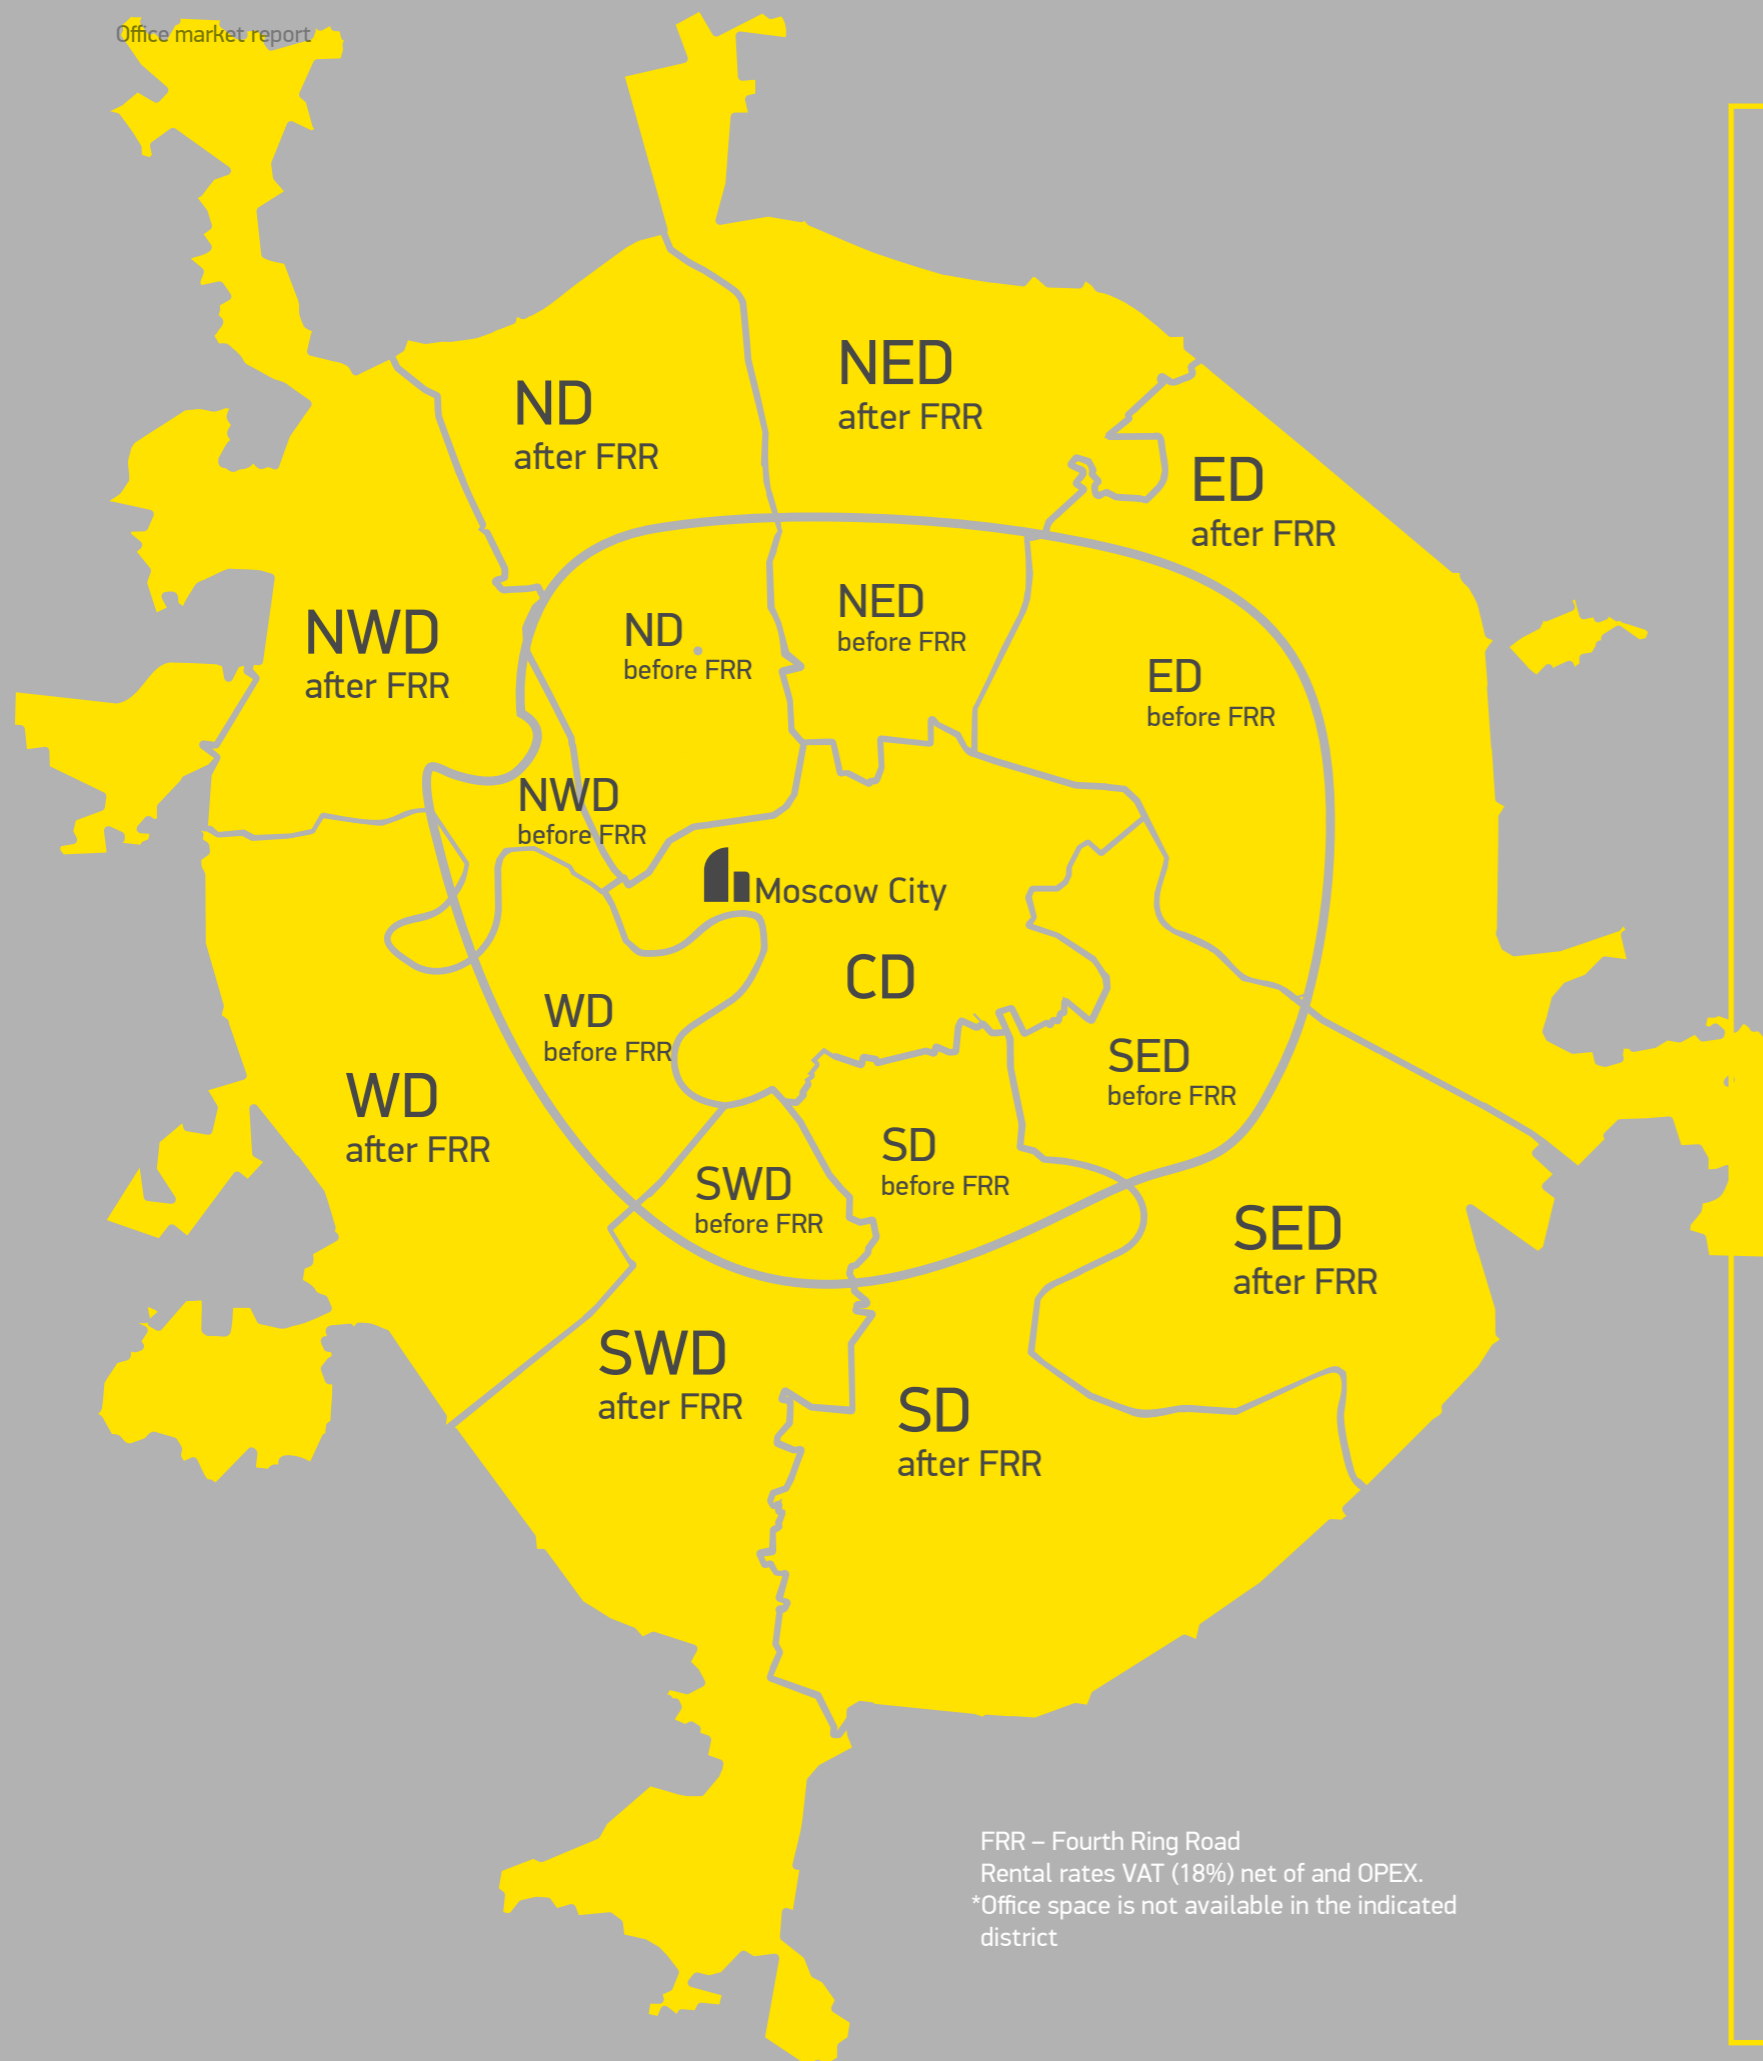 Office market report
NED
after FRR
ND
after FRR
ED
after FRR
NED
before FRR
ND
before FRR
NWD
after FRR
ED
before FRR
NWD
before FRR
Moscow City
CD
WD
before FRR
SED
before FRR
WD
after FRR
SD
before FRR
SWD
before FRR
SED
after FRR
SWD
after FRR
SD
after FRR
FRR – Fourth Ring Road
Rental rates VAT (18%) net of and OPEX.
*Office space is not available in the indicated
district